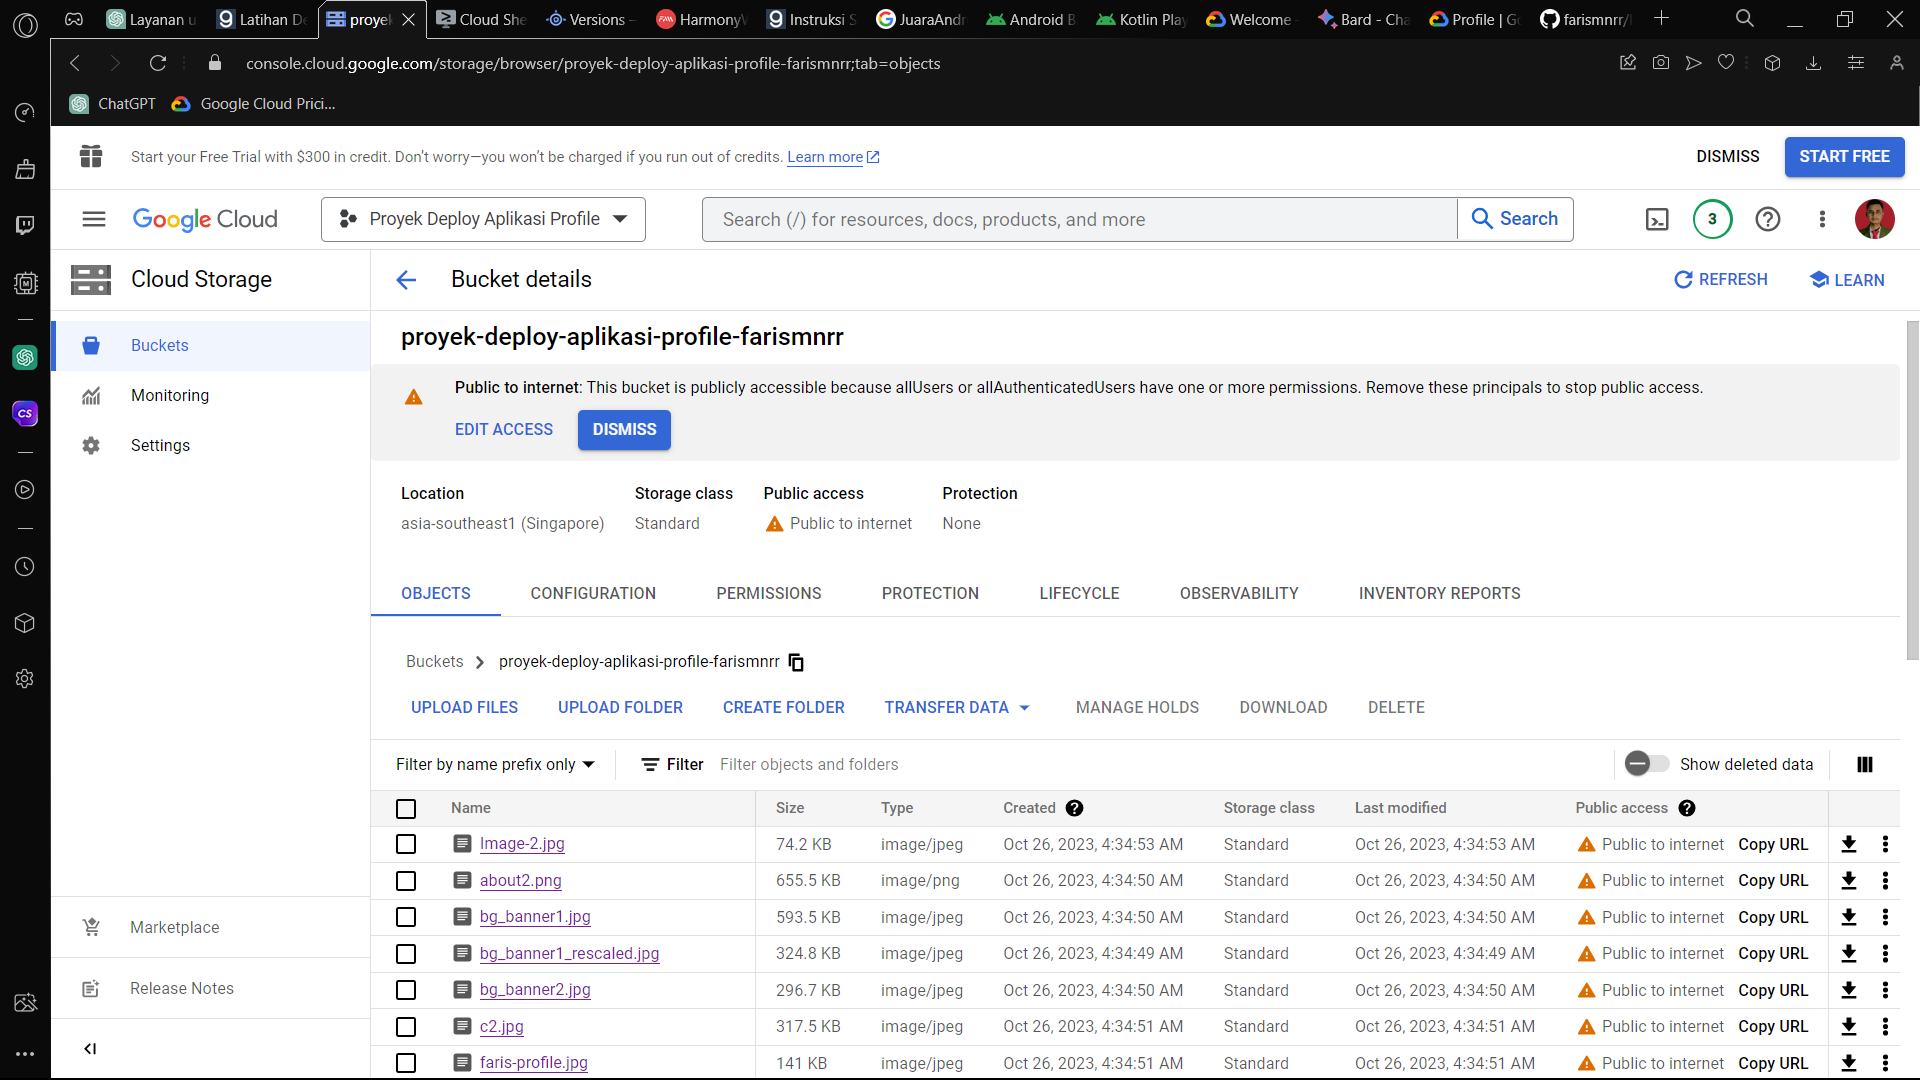 Layanan u
Latihan De
proyek
Cloud She
Versions –
HarmonyW
Instruksi S
JuaraAndr
Android B
Kotlin Play
Welcome –
Bard - Cha
Profile | Go
farismnrr/
console.cloud.google.com/storage/browser/proyek-deploy-aplikasi-profile-farismnrr;tab=objects
ChatGPT
Google Cloud Prici...
Start your Free Trial with $300 in credit. Don't worry—you won't be charged if you run out of credits. Learn more
DISMISS
START FREE
Google Cloud
Proyek Deploy Aplikasi Profile
Search (/) for resources, docs, products, and more
Search
3
Cloud Storage
Bucket details
REFRESH
LEARN
Buckets
Monitoring
Settings
Marketplace
Release Notes
proyek-deploy-aplikasi-profile-farismnrr
Public to internet: This bucket is publicly accessible because allUsers or allAuthenticatedUsers have one or more permissions. Remove these principals to stop public access.
EDIT ACCESS DISMISS
Location Storage class Public access Protection
asia-southeast1 (Singapore) Standard Public to internet None
OBJECTS CONFIGURATION PERMISSIONS PROTECTION LIFECYCLE OBSERVABILITY INVENTORY REPORTS
Buckets > proyek-deploy-aplikasi-profile-farismnrr
UPLOAD FILES UPLOAD FOLDER CREATE FOLDER TRANSFER DATA MANAGE HOLDS DOWNLOAD DELETE
Filter by name prefix only Filter Filter objects and folders Show deleted data
Name Size Type Created Storage class Last modified Public access
Image-2.jpg 74.2 KB image/jpeg Oct 26, 2023, 4:34:53 AM Standard Oct 26, 2023, 4:34:53 AM Public to internet Copy URL
about2.png 655.5 KB image/png Oct 26, 2023, 4:34:50 AM Standard Oct 26, 2023, 4:34:50 AM Public to internet Copy URL
bg_banner1.jpg 593.5 KB image/jpeg Oct 26, 2023, 4:34:50 AM Standard Oct 26, 2023, 4:34:50 AM Public to internet Copy URL
bg_banner1_rescaled.jpg 324.8 KB image/jpeg Oct 26, 2023, 4:34:49 AM Standard Oct 26, 2023, 4:34:49 AM Public to internet Copy URL
bg_banner2.jpg 296.7 KB image/jpeg Oct 26, 2023, 4:34:50 AM Standard Oct 26, 2023, 4:34:50 AM Public to internet Copy URL
c2.jpg 317.5 KB image/jpeg Oct 26, 2023, 4:34:51 AM Standard Oct 26, 2023, 4:34:51 AM Public to internet Copy URL
faris-profile.jpg 141 KB image/jpeg Oct 26, 2023, 4:34:51 AM Standard Oct 26, 2023, 4:34:51 AM Public to internet Copy URL
CS